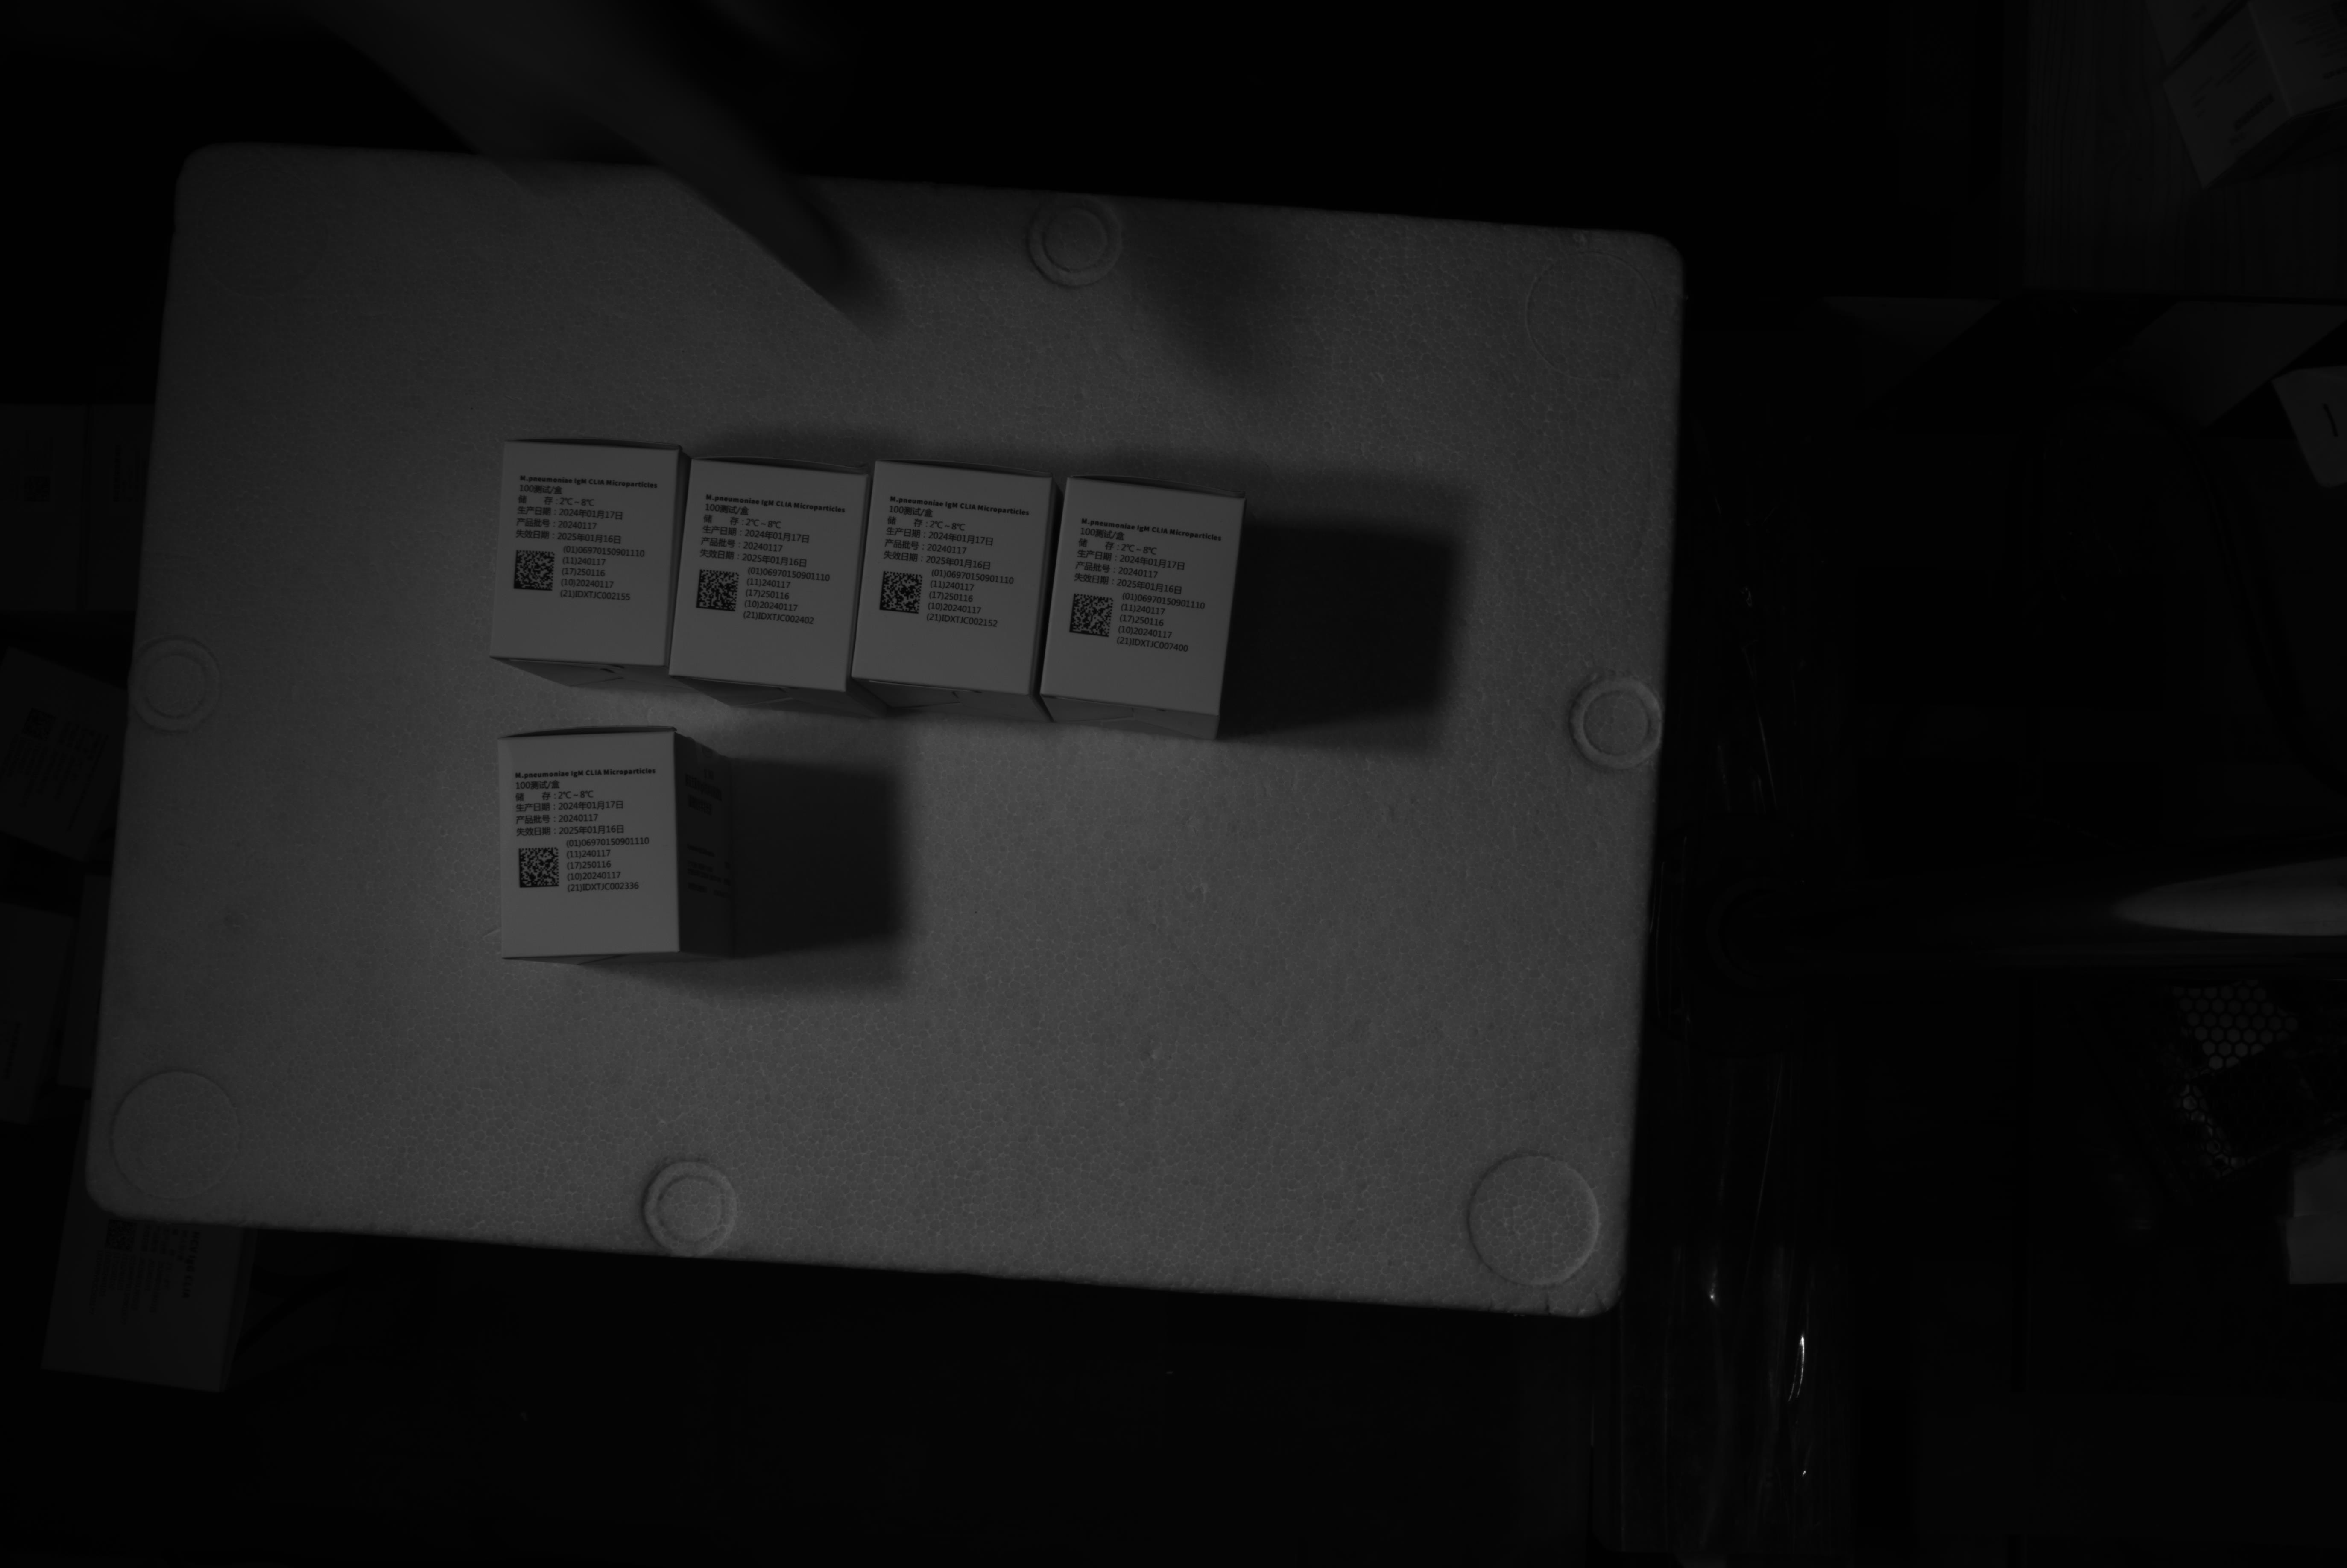 M.pneumoniae IgM CLIA Microparticles
100测试/盒
储 存：2℃～8℃
生产日期：2024年01月17日
产品批号：20240117
失效日期：2025年01月16日
(01)06970150901110
(11)240117
(17)250116
(10)20240117
(21)IDXTJC002155
M.pneumoniae IgM CLIA Microparticles
100测试/盒
储 存：2℃～8℃
生产日期：2024年01月17日
产品批号：20240117
失效日期：2025年01月16日
(01)06970150901110
(11)240117
(17)250116
(10)20240117
(21)IDXTJC002402
M.pneumoniae IgM CLIA Microparticles
100测试/盒
储 存：2℃～8℃
生产日期：2024年01月17日
产品批号：20240117
失效日期：2025年01月16日
(01)06970150901110
(11)240117
(17)250116
(10)20240117
(21)IDXTJC002152
M.pneumoniae IgM CLIA Microparticles
100测试/盒
储 存：2℃～8℃
生产日期：2024年01月17日
产品批号：20240117
失效日期：2025年01月16日
(01)06970150901110
(11)240117
(17)250116
(10)20240117
(21)IDXTJC007400
M.pneumoniae IgM CLIA Microparticles
100测试/盒
储 存：2℃～8℃
生产日期：2024年01月17日
产品批号：20240117
失效日期：2025年01月16日
(01)06970150901110
(11)240117
(17)250116
(10)20240117
(21)IDXTJC002336